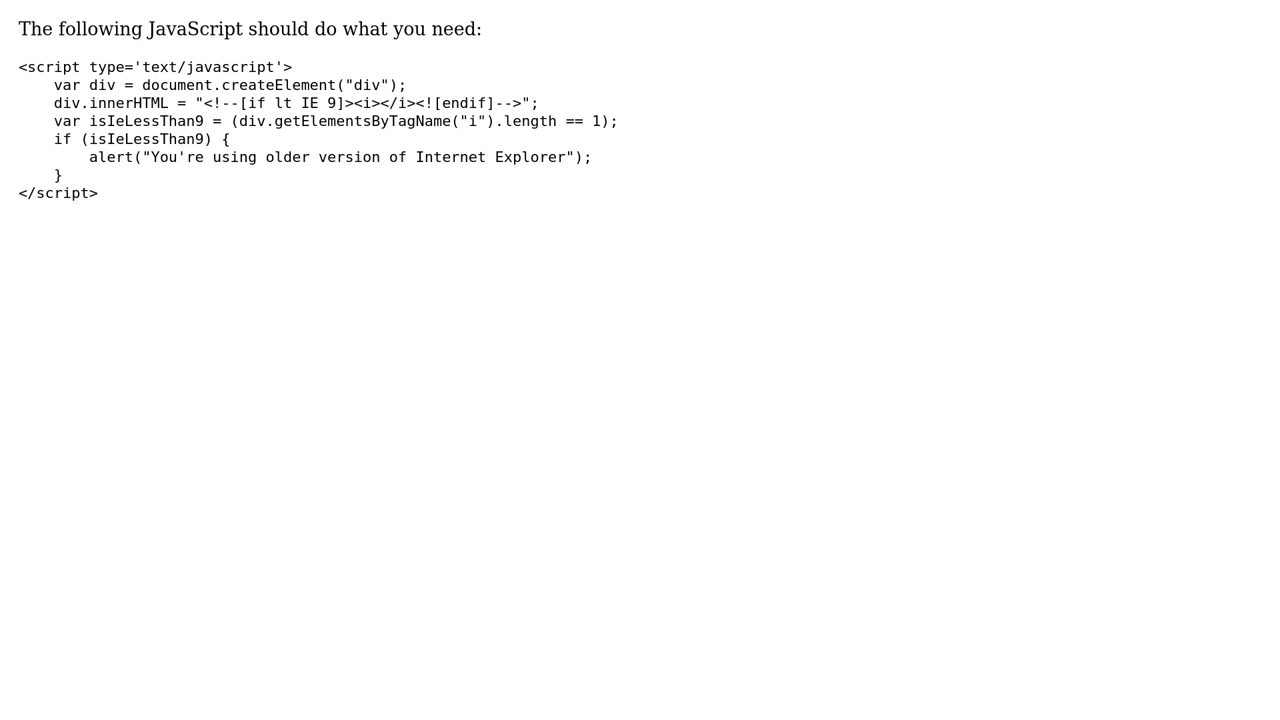 The following JavaScript should do what you need:
<script type='text/javascript'>
    var div = document.createElement("div");
    div.innerHTML = "<!--[if lt IE 9]><i></i><![endif]-->";
    var isIeLessThan9 = (div.getElementsByTagName("i").length == 1);
    if (isIeLessThan9) {
        alert("You're using older version of Internet Explorer");
    }
</script>